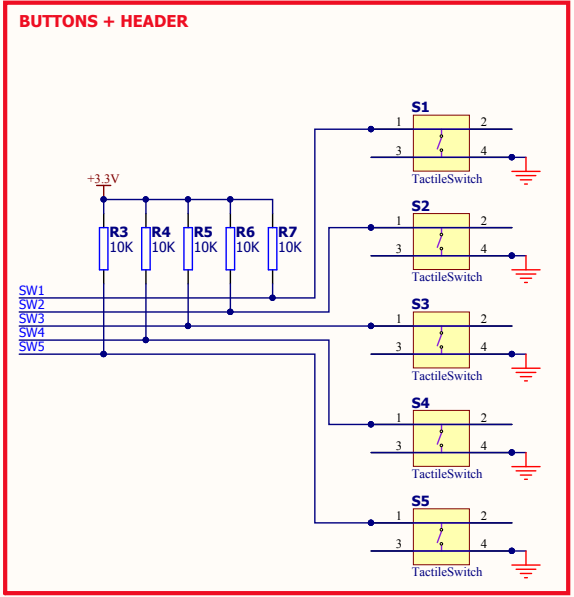 BUTTONS + HEADER
S1
1 2
3 4
TactileSwitch
+3.3V
S2
R3 R4 R5 R6 R7
10K 10K 10K 10K 10K
1 2
3 4
TactileSwitch
SW1
SW2
SW3
SW4
SW5
S3
1 2
3 4
TactileSwitch
S4
1 2
3 4
TactileSwitch
S5
1 2
3 4
TactileSwitch